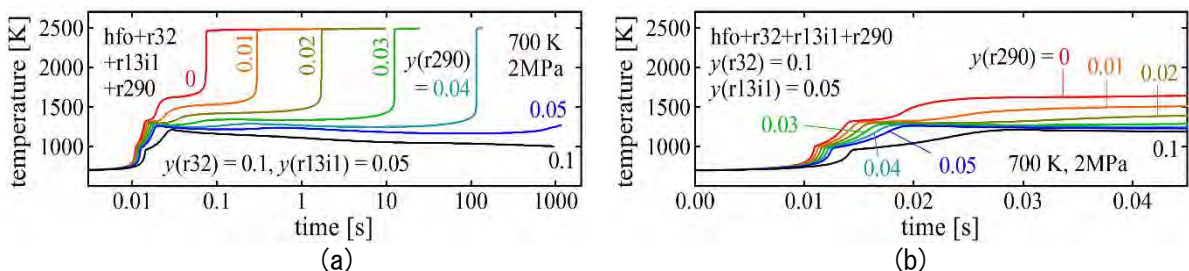 temperature [K]
2500
2000
1500
1000
hfo+r32
+r13i1
+r290
0
0.01
0.02
0.03
y(r290)
= 0.04
700 K
2MPa
0.05
0.1
y(r32) = 0.1, y(r13i1) = 0.05
0.01 0.1 1 10 100 1000
time [s]
(a)
temperature [K]
2500
2000
1500
1000
hfo+r32+r13i1+r290
y(r32) = 0.1
y(r13i1) = 0.05
y(r290) = 0
0.01
0.02
0.03
0.04
0.05
700 K, 2MPa
0.1
0.00 0.01 0.02 0.03 0.04
time [s]
(b)